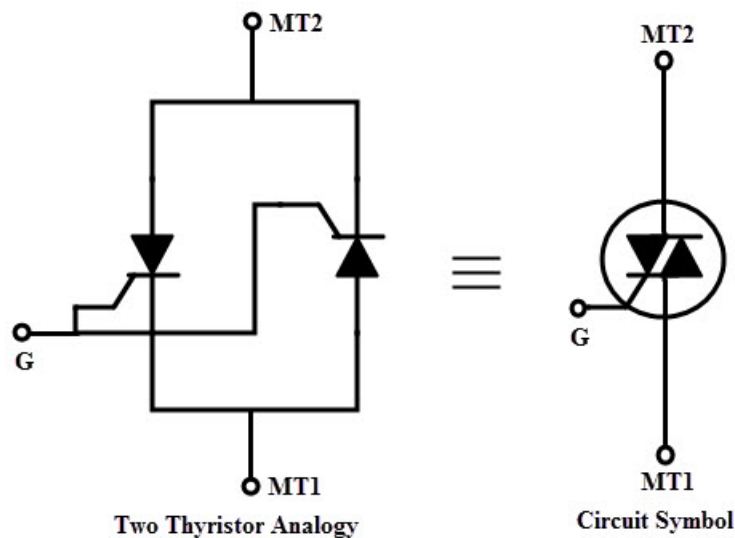 MT2
G
MT1
Two Thyristor Analogy
MT2
G
MT1
Circuit Symbol